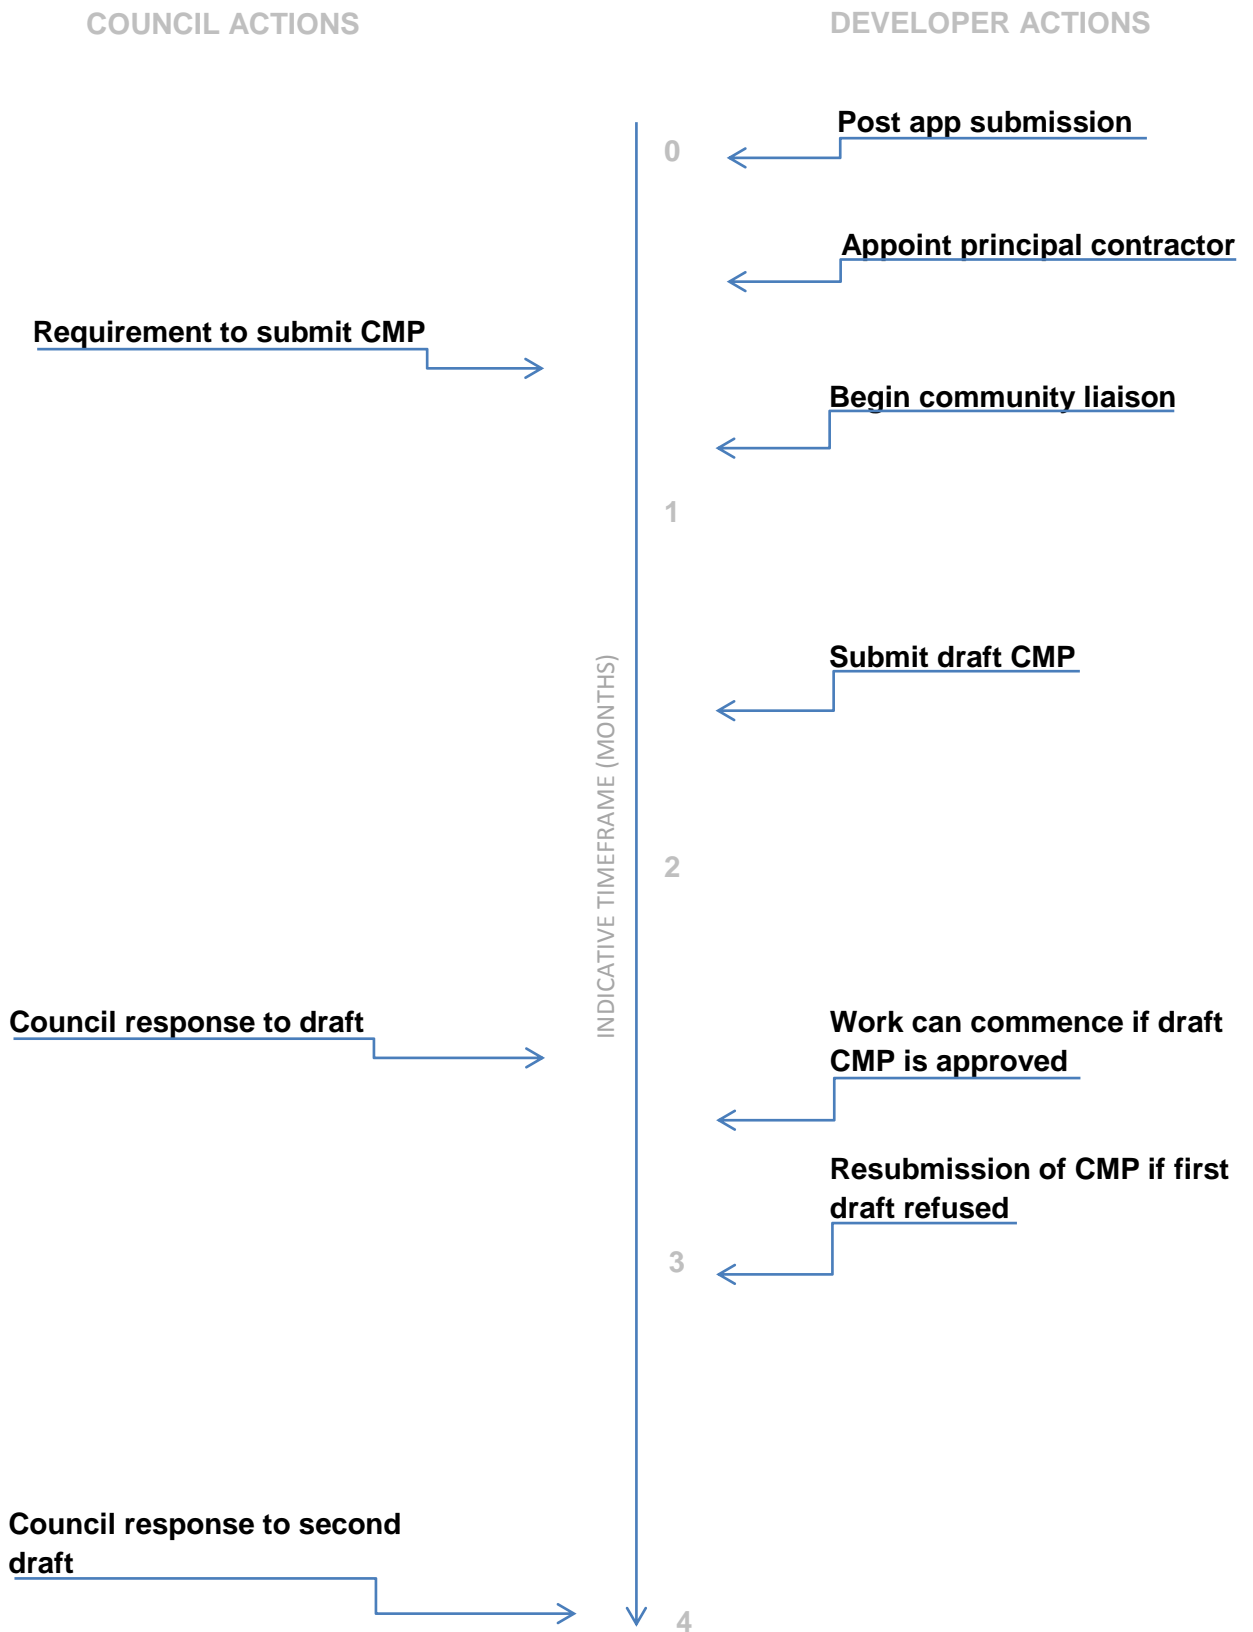 COUNCIL ACTIONS
DEVELOPER ACTIONS
Post app submission
0
Appoint principal contractor
Requirement to submit CMP
Begin community liaison
1
Submit draft CMP
INDICATIVE TIMEFRAME (MONTHS)
2
Council response to draft
Work can commence if draft
CMP is approved
Resubmission of CMP if first
draft refused
3
Council response to second
draft
4